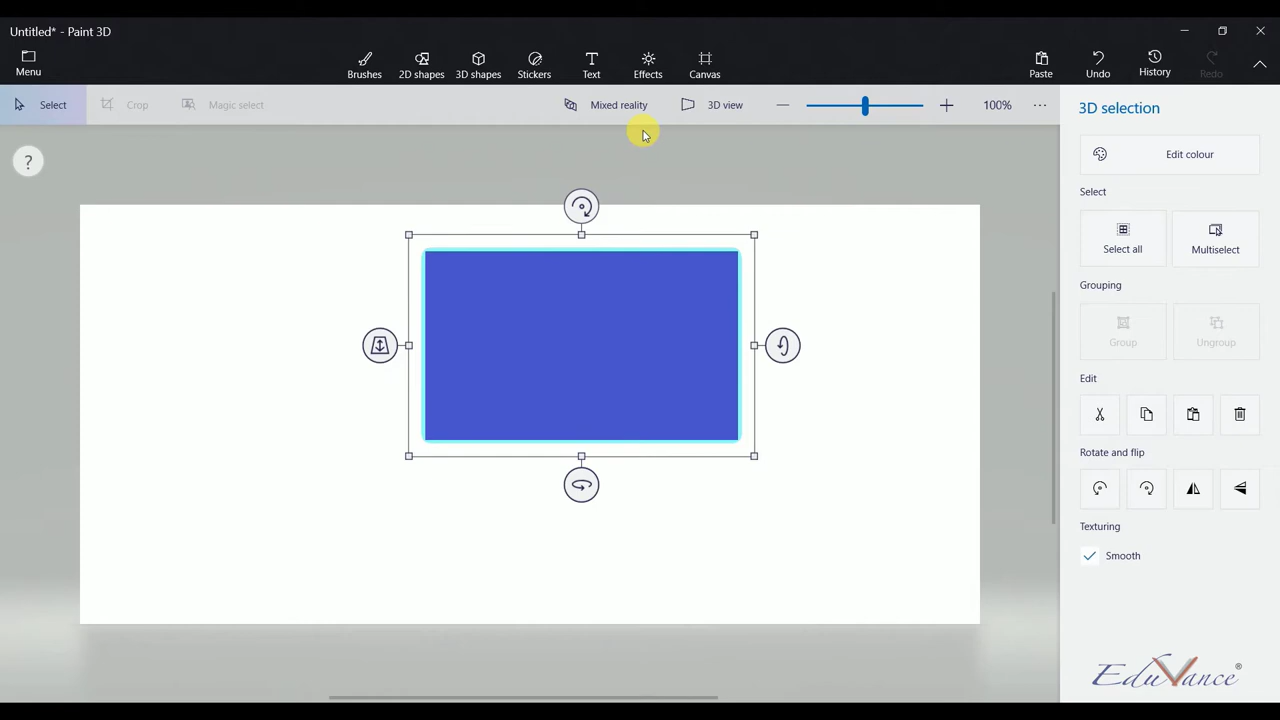 Untitled* - Paint 3D
Menu
Brushes
2D shapes
3D shapes
Stickers
Text
Effects
Canvas
Paste
Undo
History
Redo
Select
Crop
Magic select
Mixed reality
3D view
100%
3D selection
?
Edit colour
Select
Select all
Multiselect
Grouping
Group
Ungroup
Edit
Rotate and flip
Texturing
Smooth
EduVance®